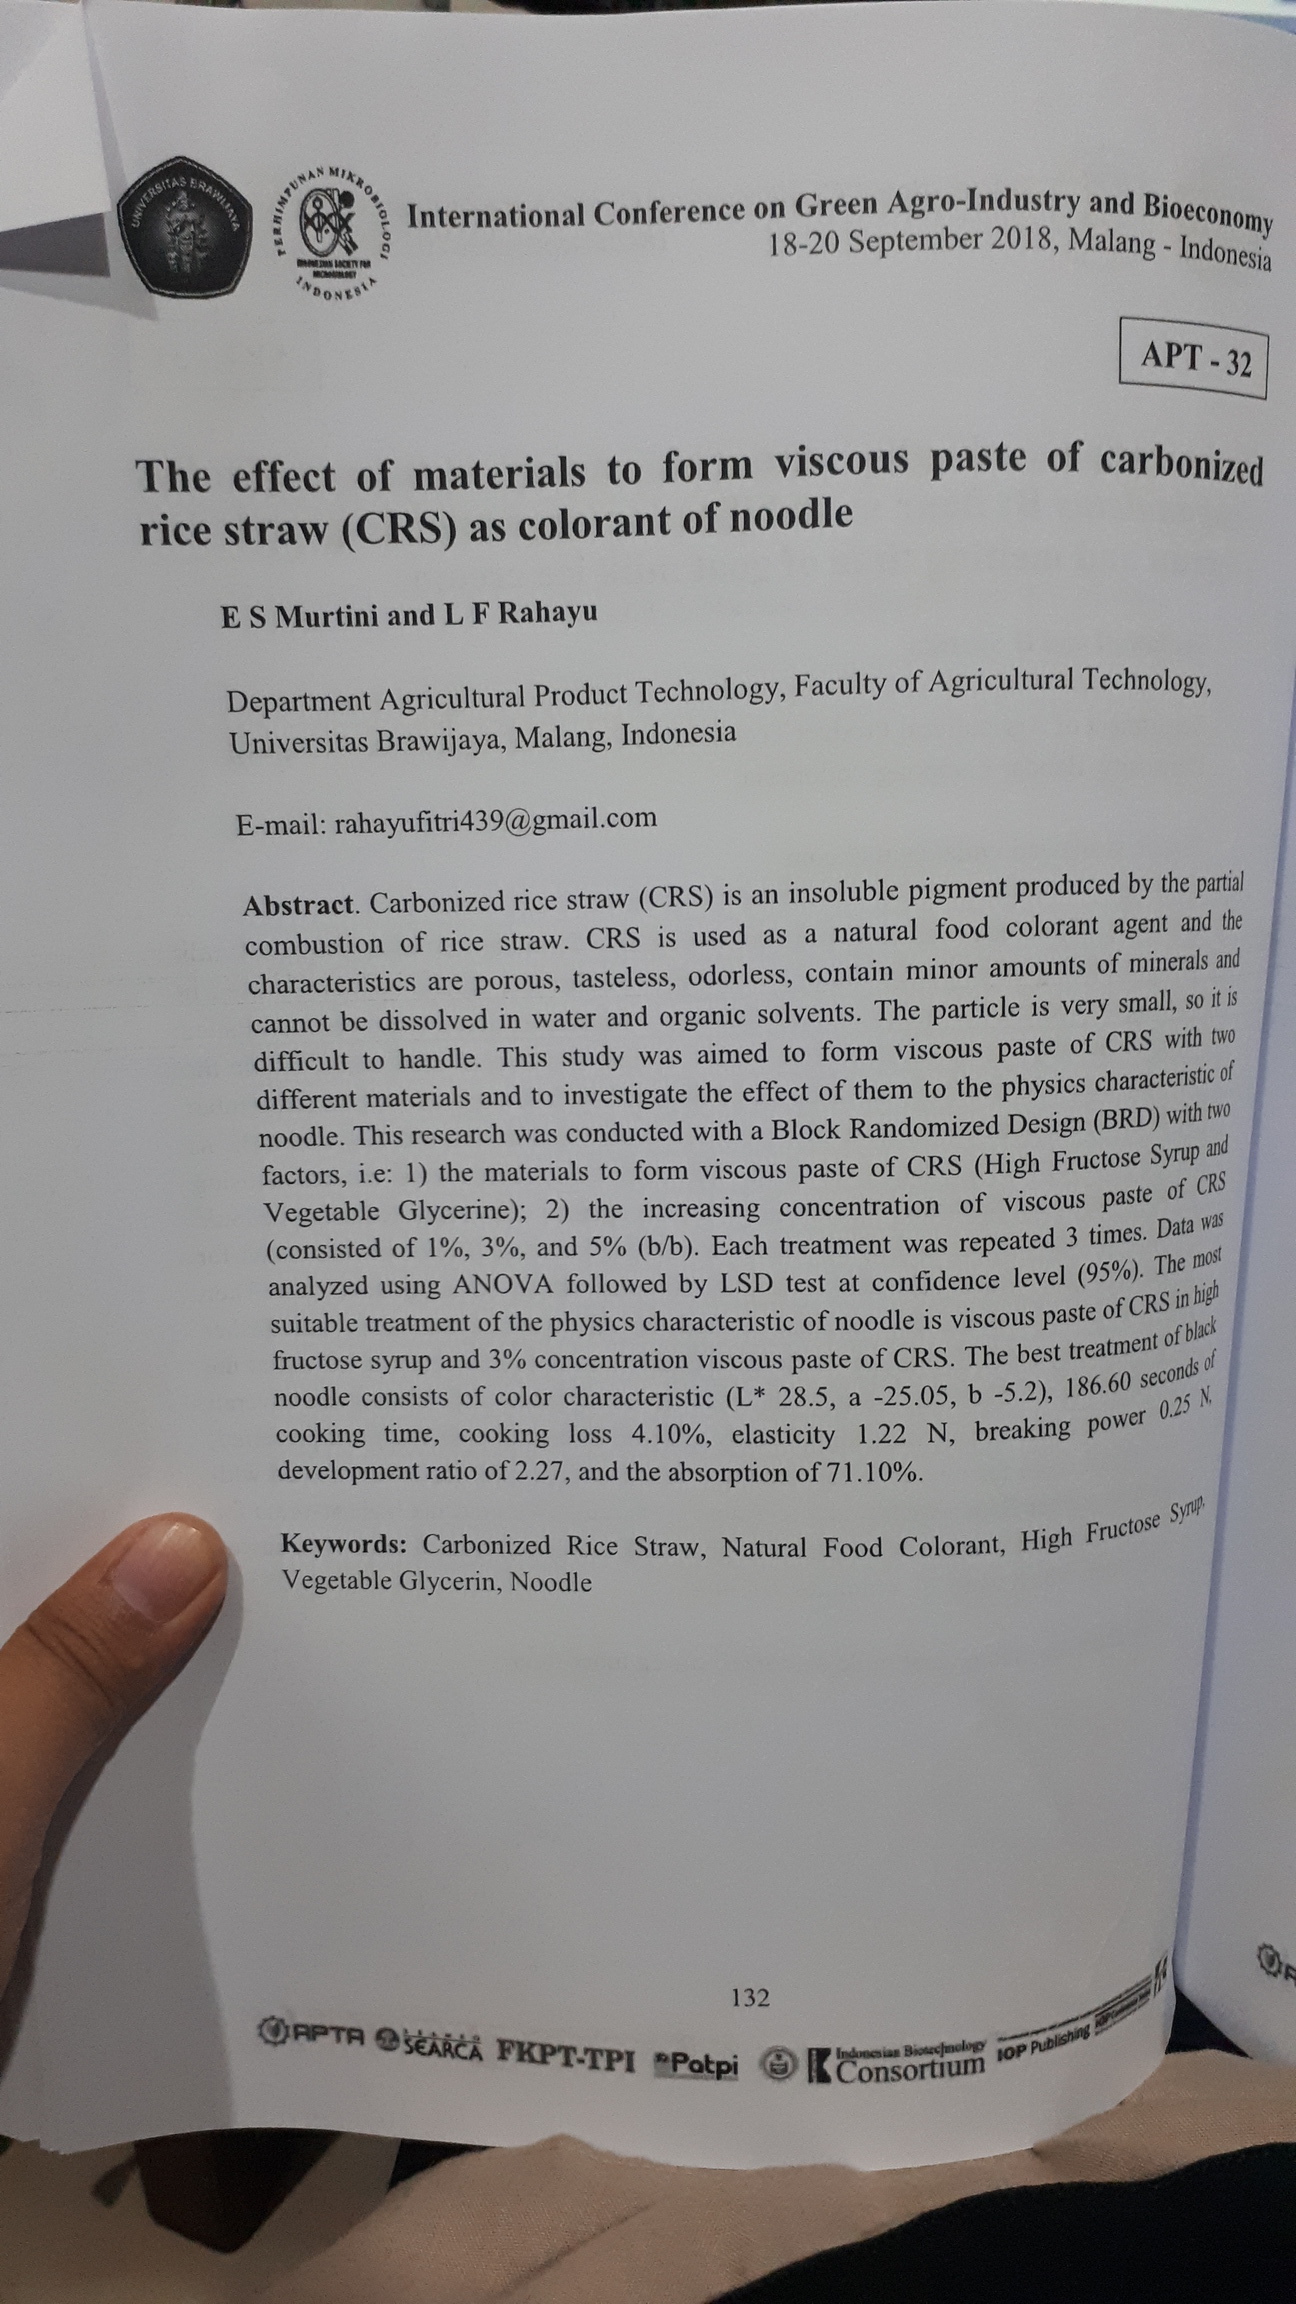 UNIVERSITAS BRAWIJAYA
PERHIMPUNAN MIKROBIOLOGI
INDONESIA
International Conference on Green Agro-Industry and Bioeconomy
18-20 September 2018, Malang - Indonesia
APT - 32
The effect of materials to form viscous paste of carbonized
rice straw (CRS) as colorant of noodle
E S Murtini and L F Rahayu
Department Agricultural Product Technology, Faculty of Agricultural Technology,
Universitas Brawijaya, Malang, Indonesia
E-mail: rahayufitri439@gmail.com
Abstract. Carbonized rice straw (CRS) is an insoluble pigment produced by the partial
combustion of rice straw. CRS is used as a natural food colorant agent and the
characteristics are porous, tasteless, odorless, contain minor amounts of minerals and
cannot be dissolved in water and organic solvents. The particle is very small, so it is
difficult to handle. This study was aimed to form viscous paste of CRS with two
different materials and to investigate the effect of them to the physics characteristic of
noodle. This research was conducted with a Block Randomized Design (BRD) with two
factors, i.e: 1) the materials to form viscous paste of CRS (High Fructose Syrup and
Vegetable Glycerine); 2) the increasing concentration of viscous paste of CRS
(consisted of 1%, 3%, and 5% (b/b). Each treatment was repeated 3 times. Data was
analyzed using ANOVA followed by LSD test at confidence level (95%). The most
suitable treatment of the physics characteristic of noodle is viscous paste of CRS in high
fructose syrup and 3% concentration viscous paste of CRS. The best treatment of black
noodle consists of color characteristic (L* 28.5, a -25.05, b -5.2), 186.60 seconds of
cooking time, cooking loss 4.10%, elasticity 1.22 N, breaking power 0.25 N,
development ratio of 2.27, and the absorption of 71.10%.
Keywords: Carbonized Rice Straw, Natural Food Colorant, High Fructose Syrup,
Vegetable Glycerin, Noodle
132
APTA SEARCA FKPT-TPI Patpi Indonesian Biotechnology Consortium IOP Publishing